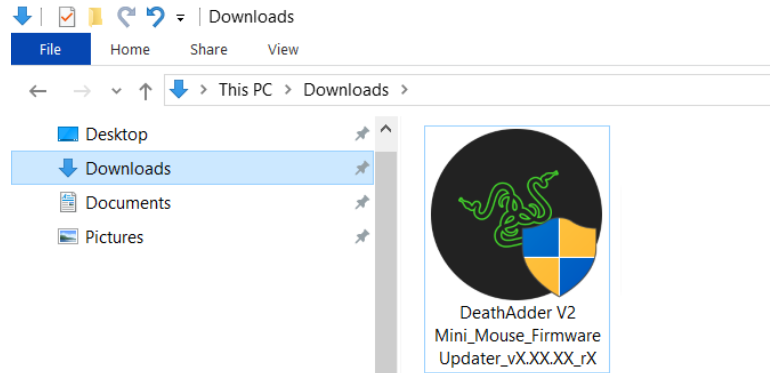 Downloads
File Home Share View
This PC > Downloads >
Desktop
Downloads
Documents
Pictures
DeathAdder V2
Mini_Mouse_Firmware
Updater_vX.XX.XX_rX